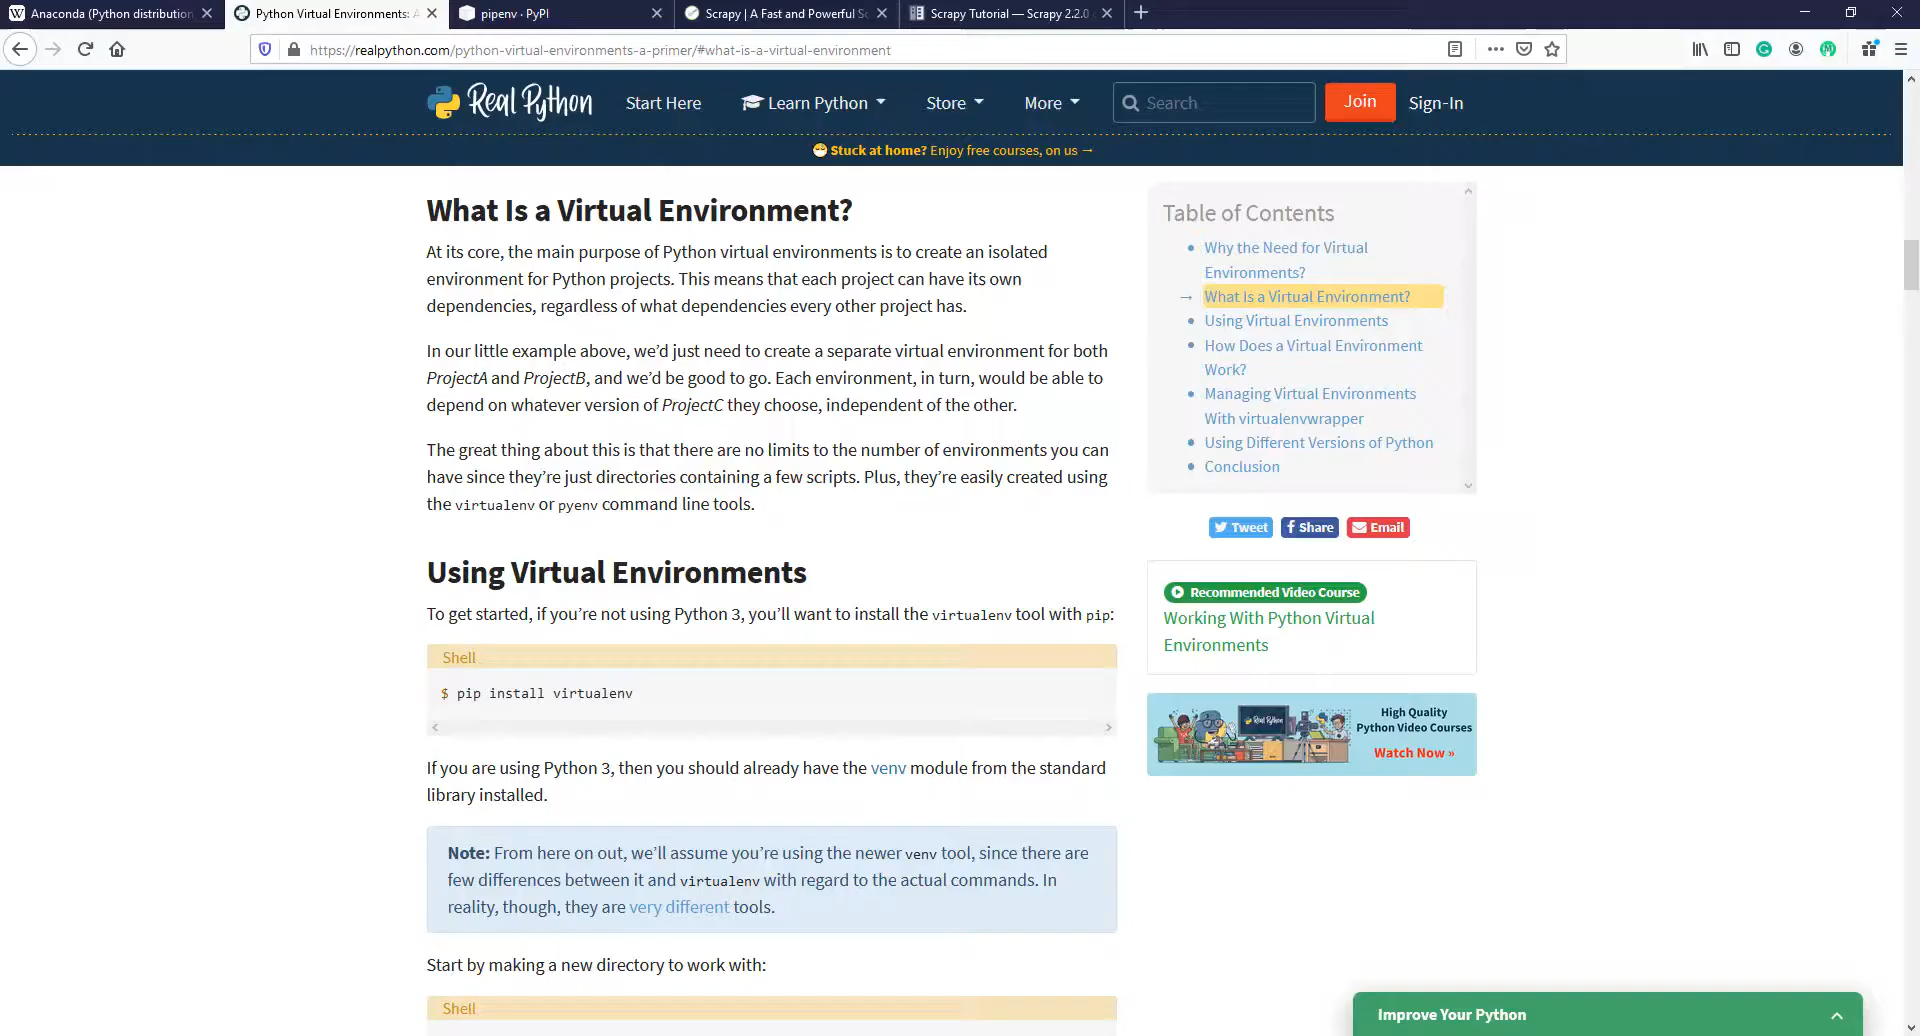 Anaconda (Python distribution
Python Virtual Environments: A
pipenv · PyPI
Scrapy | A Fast and Powerful Sc
Scrapy Tutorial — Scrapy 2.2.0
https://realpython.com/python-virtual-environments-a-primer/#what-is-a-virtual-environment
Real Python
Start Here
Learn Python
Store
More
Search
Join
Sign-In
Stuck at home? Enjoy free courses, on us →
What Is a Virtual Environment?
At its core, the main purpose of Python virtual environments is to create an isolated
environment for Python projects. This means that each project can have its own
dependencies, regardless of what dependencies every other project has.
In our little example above, we’d just need to create a separate virtual environment for both
ProjectA and ProjectB, and we’d be good to go. Each environment, in turn, would be able to
depend on whatever version of ProjectC they choose, independent of the other.
The great thing about this is that there are no limits to the number of environments you can
have since they’re just directories containing a few scripts. Plus, they’re easily created using
the virtualenv or pyenv command line tools.
Using Virtual Environments
To get started, if you’re not using Python 3, you’ll want to install the virtualenv tool with pip:
Shell
$ pip install virtualenv
If you are using Python 3, then you should already have the venv module from the standard
library installed.
Note: From here on out, we’ll assume you’re using the newer venv tool, since there are
few differences between it and virtualenv with regard to the actual commands. In
reality, though, they are very different tools.
Start by making a new directory to work with:
Shell
Table of Contents
Why the Need for Virtual
Environments?
→ What Is a Virtual Environment?
Using Virtual Environments
How Does a Virtual Environment
Work?
Managing Virtual Environments
With virtualenvwrapper
Using Different Versions of Python
Conclusion
Tweet
Share
Email
Recommended Video Course
Working With Python Virtual
Environments
Real Python
High Quality
Python Video Courses
Watch Now »
Improve Your Python